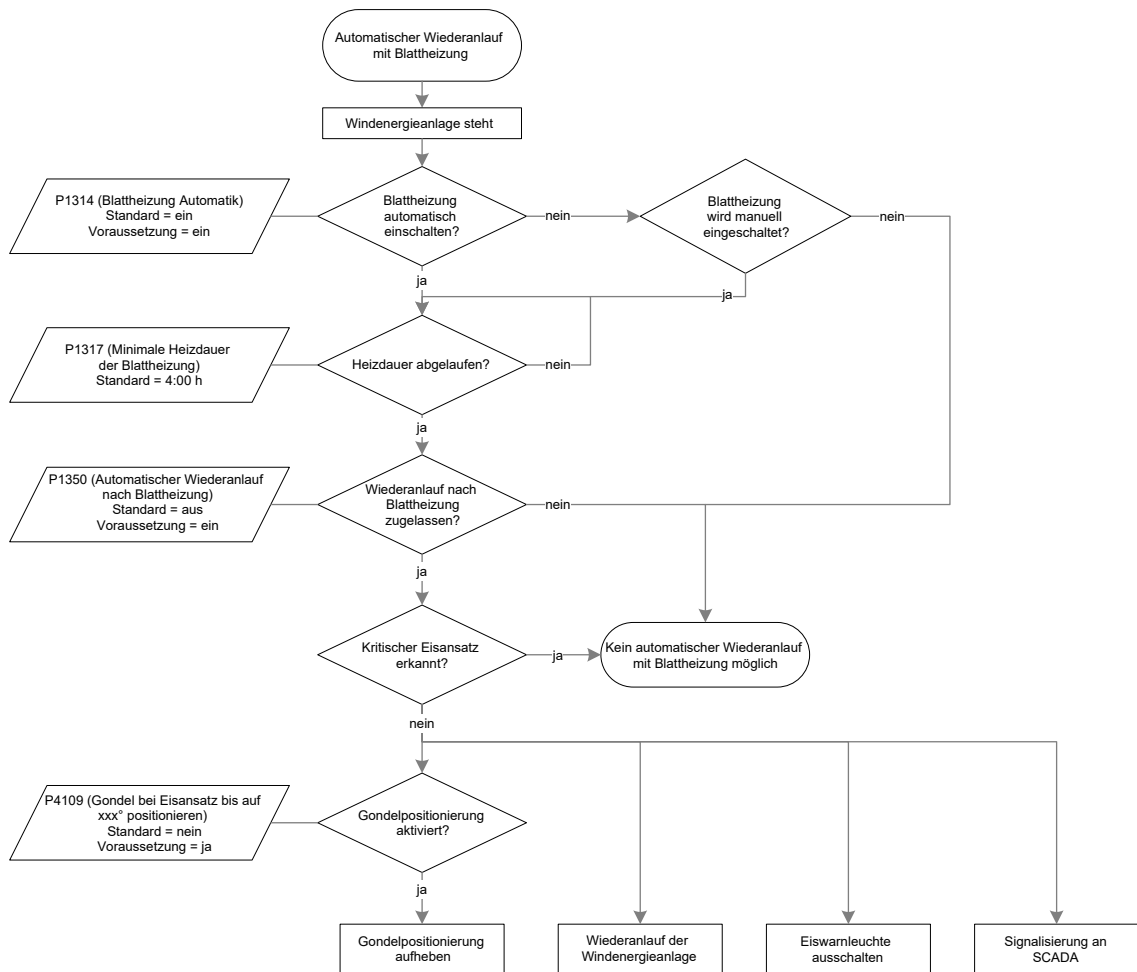 Automatischer Wiederanlauf
mit Blattheizung
Windenergieanlage steht
P1314 (Blattheizung Automatik)
Standard = ein
Voraussetzung = ein
Blattheizung
automatisch
einschalten?
nein
Blattheizung
wird manuell
eingeschaltet?
nein
ja
ja
P1317 (Minimale Heizdauer
der Blattheizung)
Standard = 4:00 h
Heizdauer abgelaufen?
nein
ja
P1350 (Automatischer Wiederanlauf
nach Blattheizung)
Standard = aus
Voraussetzung = ein
Wiederanlauf nach
Blattheizung
zugelassen?
nein
ja
Kritischer Eisansatz
erkannt?
ja
Kein automatischer Wiederanlauf
mit Blattheizung möglich
nein
P4109 (Gondel bei Eisansatz bis auf
xxx° positionieren)
Standard = nein
Voraussetzung = ja
Gondelpositionierung
aktiviert?
ja
Gondelpositionierung
aufheben
Wiederanlauf der
Windenergieanlage
Eiswarnleuchte
ausschalten
Signalisierung an
SCADA